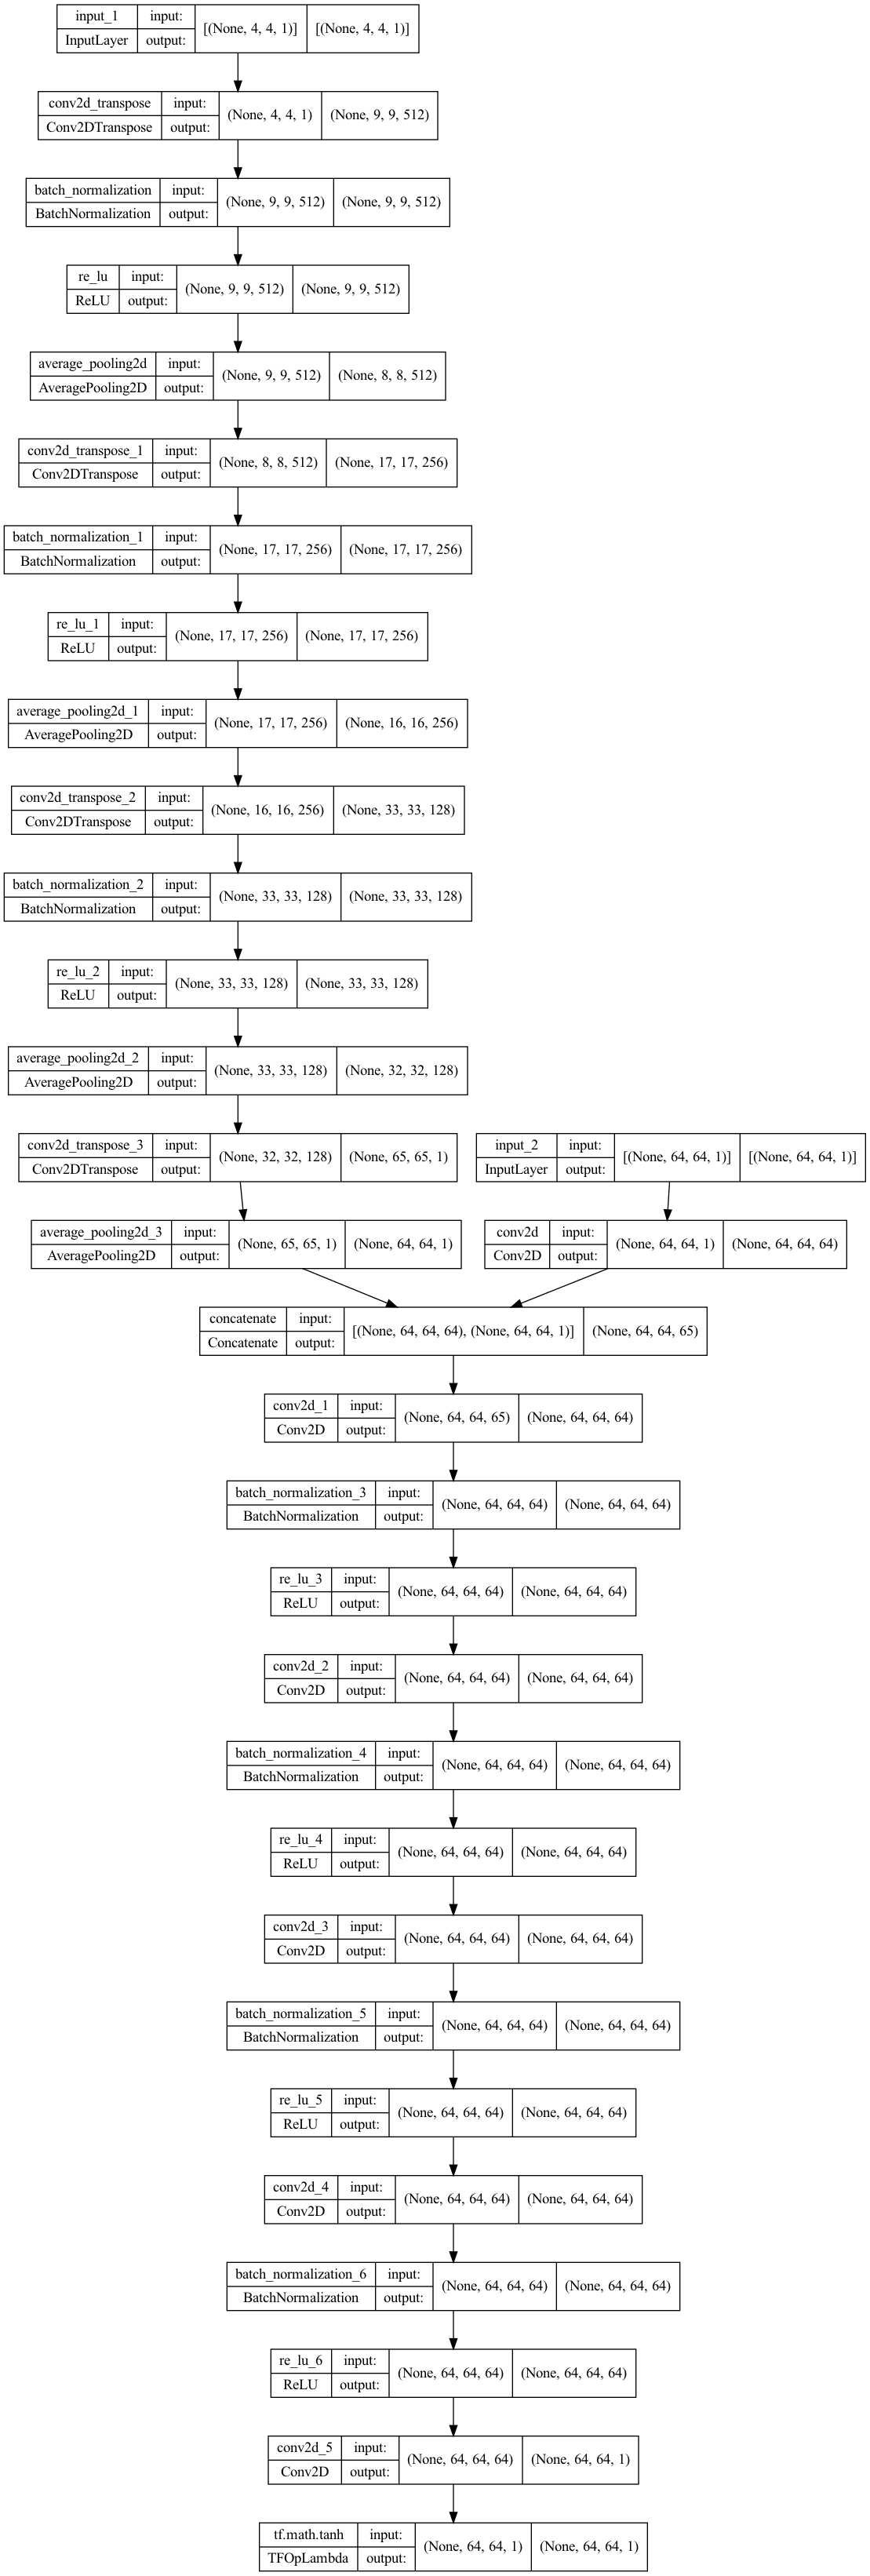 input_1 input: [(None, 4, 4, 1)] [(None, 4, 4, 1)]
InputLayer output:
conv2d_transpose input: (None, 4, 4, 1) (None, 9, 9, 512)
Conv2DTranspose output:
batch_normalization input: (None, 9, 9, 512) (None, 9, 9, 512)
BatchNormalization output:
re_lu input: (None, 9, 9, 512) (None, 9, 9, 512)
ReLU output:
average_pooling2d input: (None, 9, 9, 512) (None, 8, 8, 512)
AveragePooling2D output:
conv2d_transpose_1 input: (None, 8, 8, 512) (None, 17, 17, 256)
Conv2DTranspose output:
batch_normalization_1 input: (None, 17, 17, 256) (None, 17, 17, 256)
BatchNormalization output:
re_lu_1 input: (None, 17, 17, 256) (None, 17, 17, 256)
ReLU output:
average_pooling2d_1 input: (None, 17, 17, 256) (None, 16, 16, 256)
AveragePooling2D output:
conv2d_transpose_2 input: (None, 16, 16, 256) (None, 33, 33, 128)
Conv2DTranspose output:
batch_normalization_2 input: (None, 33, 33, 128) (None, 33, 33, 128)
BatchNormalization output:
re_lu_2 input: (None, 33, 33, 128) (None, 33, 33, 128)
ReLU output:
average_pooling2d_2 input: (None, 33, 33, 128) (None, 32, 32, 128)
AveragePooling2D output:
conv2d_transpose_3 input: (None, 32, 32, 128) (None, 65, 65, 1)
Conv2DTranspose output:
input_2 input: [(None, 64, 64, 1)] [(None, 64, 64, 1)]
InputLayer output:
average_pooling2d_3 input: (None, 65, 65, 1) (None, 64, 64, 1)
AveragePooling2D output:
conv2d input: (None, 64, 64, 1) (None, 64, 64, 64)
Conv2D output:
concatenate input: [(None, 64, 64, 64), (None, 64, 64, 1)] (None, 64, 64, 65)
Concatenate output:
conv2d_1 input: (None, 64, 64, 65) (None, 64, 64, 64)
Conv2D output:
batch_normalization_3 input: (None, 64, 64, 64) (None, 64, 64, 64)
BatchNormalization output:
re_lu_3 input: (None, 64, 64, 64) (None, 64, 64, 64)
ReLU output:
conv2d_2 input: (None, 64, 64, 64) (None, 64, 64, 64)
Conv2D output:
batch_normalization_4 input: (None, 64, 64, 64) (None, 64, 64, 64)
BatchNormalization output:
re_lu_4 input: (None, 64, 64, 64) (None, 64, 64, 64)
ReLU output:
conv2d_3 input: (None, 64, 64, 64) (None, 64, 64, 64)
Conv2D output:
batch_normalization_5 input: (None, 64, 64, 64) (None, 64, 64, 64)
BatchNormalization output:
re_lu_5 input: (None, 64, 64, 64) (None, 64, 64, 64)
ReLU output:
conv2d_4 input: (None, 64, 64, 64) (None, 64, 64, 64)
Conv2D output:
batch_normalization_6 input: (None, 64, 64, 64) (None, 64, 64, 64)
BatchNormalization output:
re_lu_6 input: (None, 64, 64, 64) (None, 64, 64, 64)
ReLU output:
conv2d_5 input: (None, 64, 64, 64) (None, 64, 64, 1)
Conv2D output:
tf.math.tanh input: (None, 64, 64, 1) (None, 64, 64, 1)
TFOpLambda output: